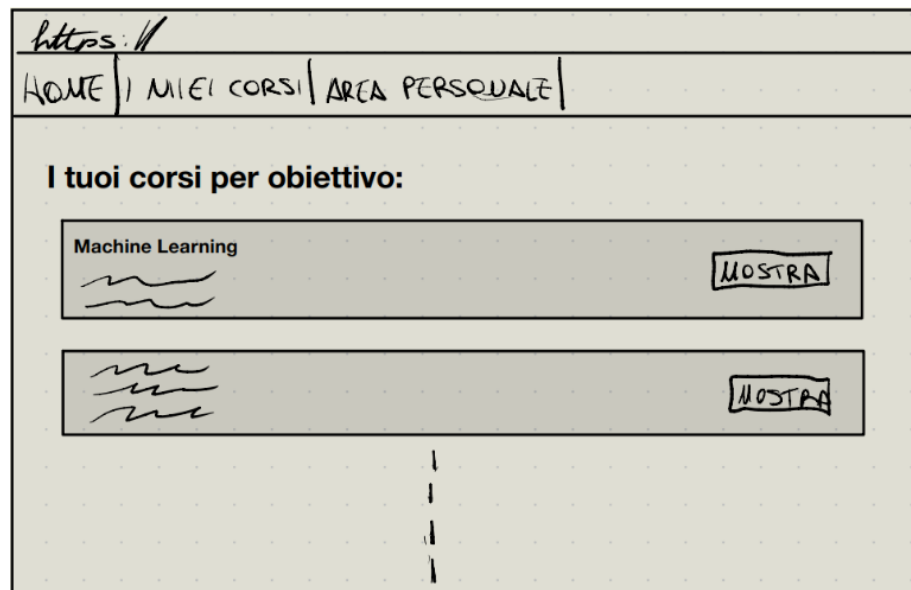 https://
HOME | I MIEI CORSI | AREA PERSONALE |
I tuoi corsi per obiettivo:
Machine Learning
MOSTRA
MOSTRA